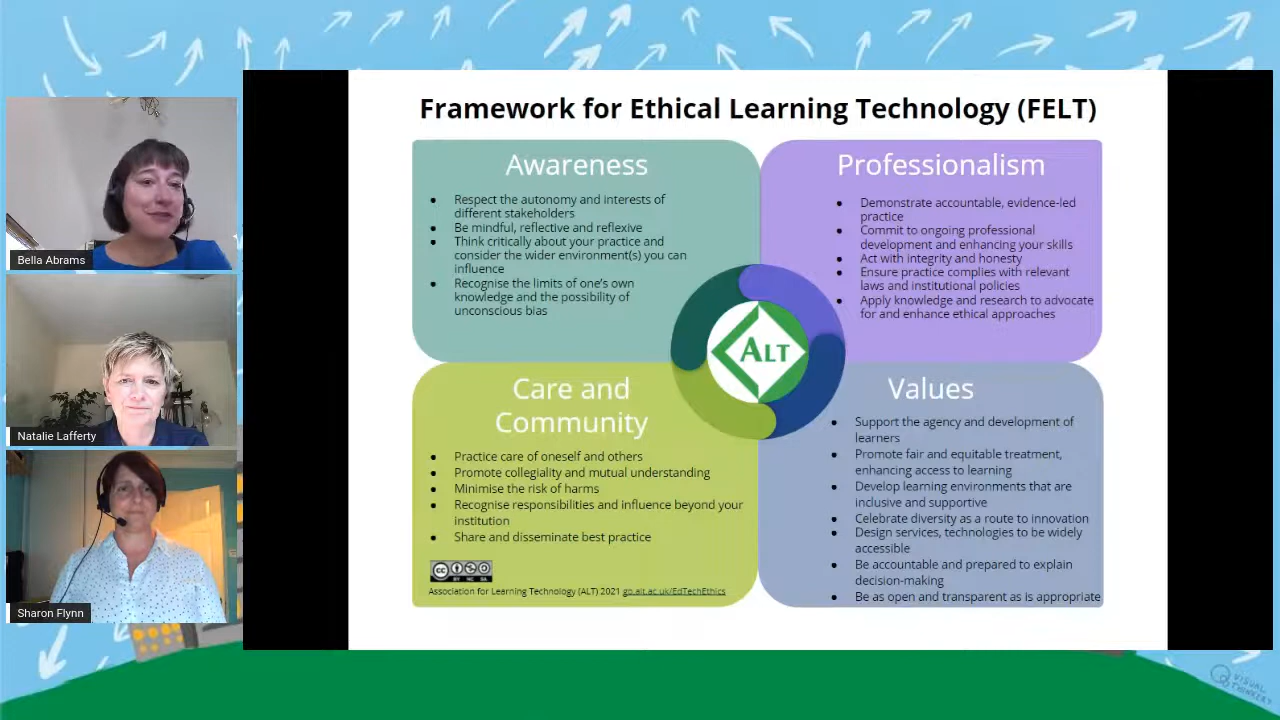 Framework for Ethical Learning Technology (FELT)
Awareness
Respect the autonomy and interests of
different stakeholders
Be mindful, reflective and reflexive
Think critically about your practice and
consider the wider environment(s) you can
influence
Recognise the limits of one's own
knowledge and the possibility of
unconscious bias
Professionalism
Demonstrate accountable, evidence-led
practice
Commit to ongoing professional
development and enhancing your skills
Act with integrity and honesty
Ensure practice complies with relevant
laws and institutional policies
Apply knowledge and research to advocate
for and enhance ethical approaches
ALT
Care and
Community
Practice care of oneself and others
Promote collegiality and mutual understanding
Minimise the risk of harms
Recognise responsibilities and influence beyond your
institution
Share and disseminate best practice
cc BY NC SA
Association for Learning Technology (ALT) 2021 go.alt.ac.uk/EdTechEthics
Values
Support the agency and development of
learners
Promote fair and equitable treatment,
enhancing access to learning
Develop learning environments that are
inclusive and supportive
Celebrate diversity as a route to innovation
Design services, technologies to be widely
accessible
Be accountable and prepared to explain
decision-making
Be as open and transparent as is appropriate
Bella Abrams
Natalie Lafferty
Sharon Flynn
VISUAL
THINKERY